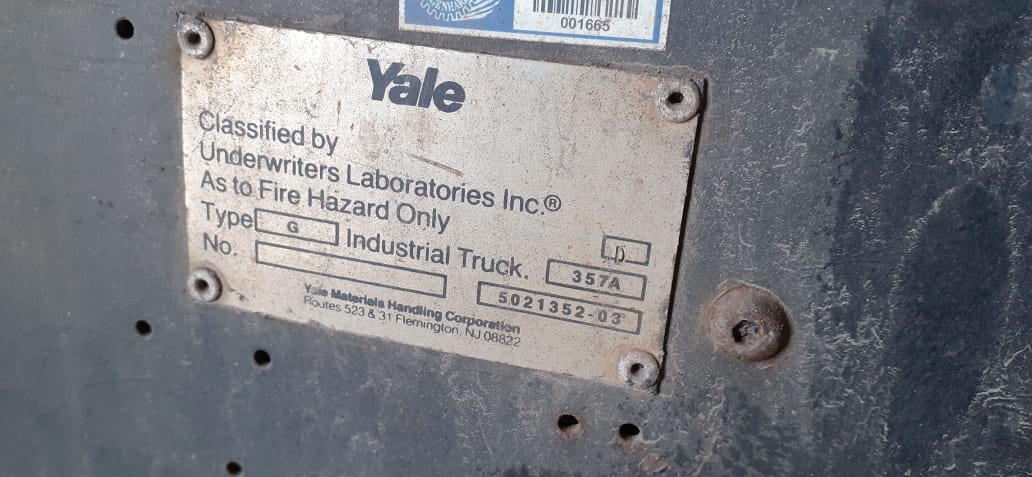 001665
Yale
Classified by
Underwriters Laboratories Inc.®
As to Fire Hazard Only
D
Type G Industrial Truck. 357A
No. 5021352-03
Yale Materials Handling Corporation
Routes 523 & 31 Flemington, NJ 08822